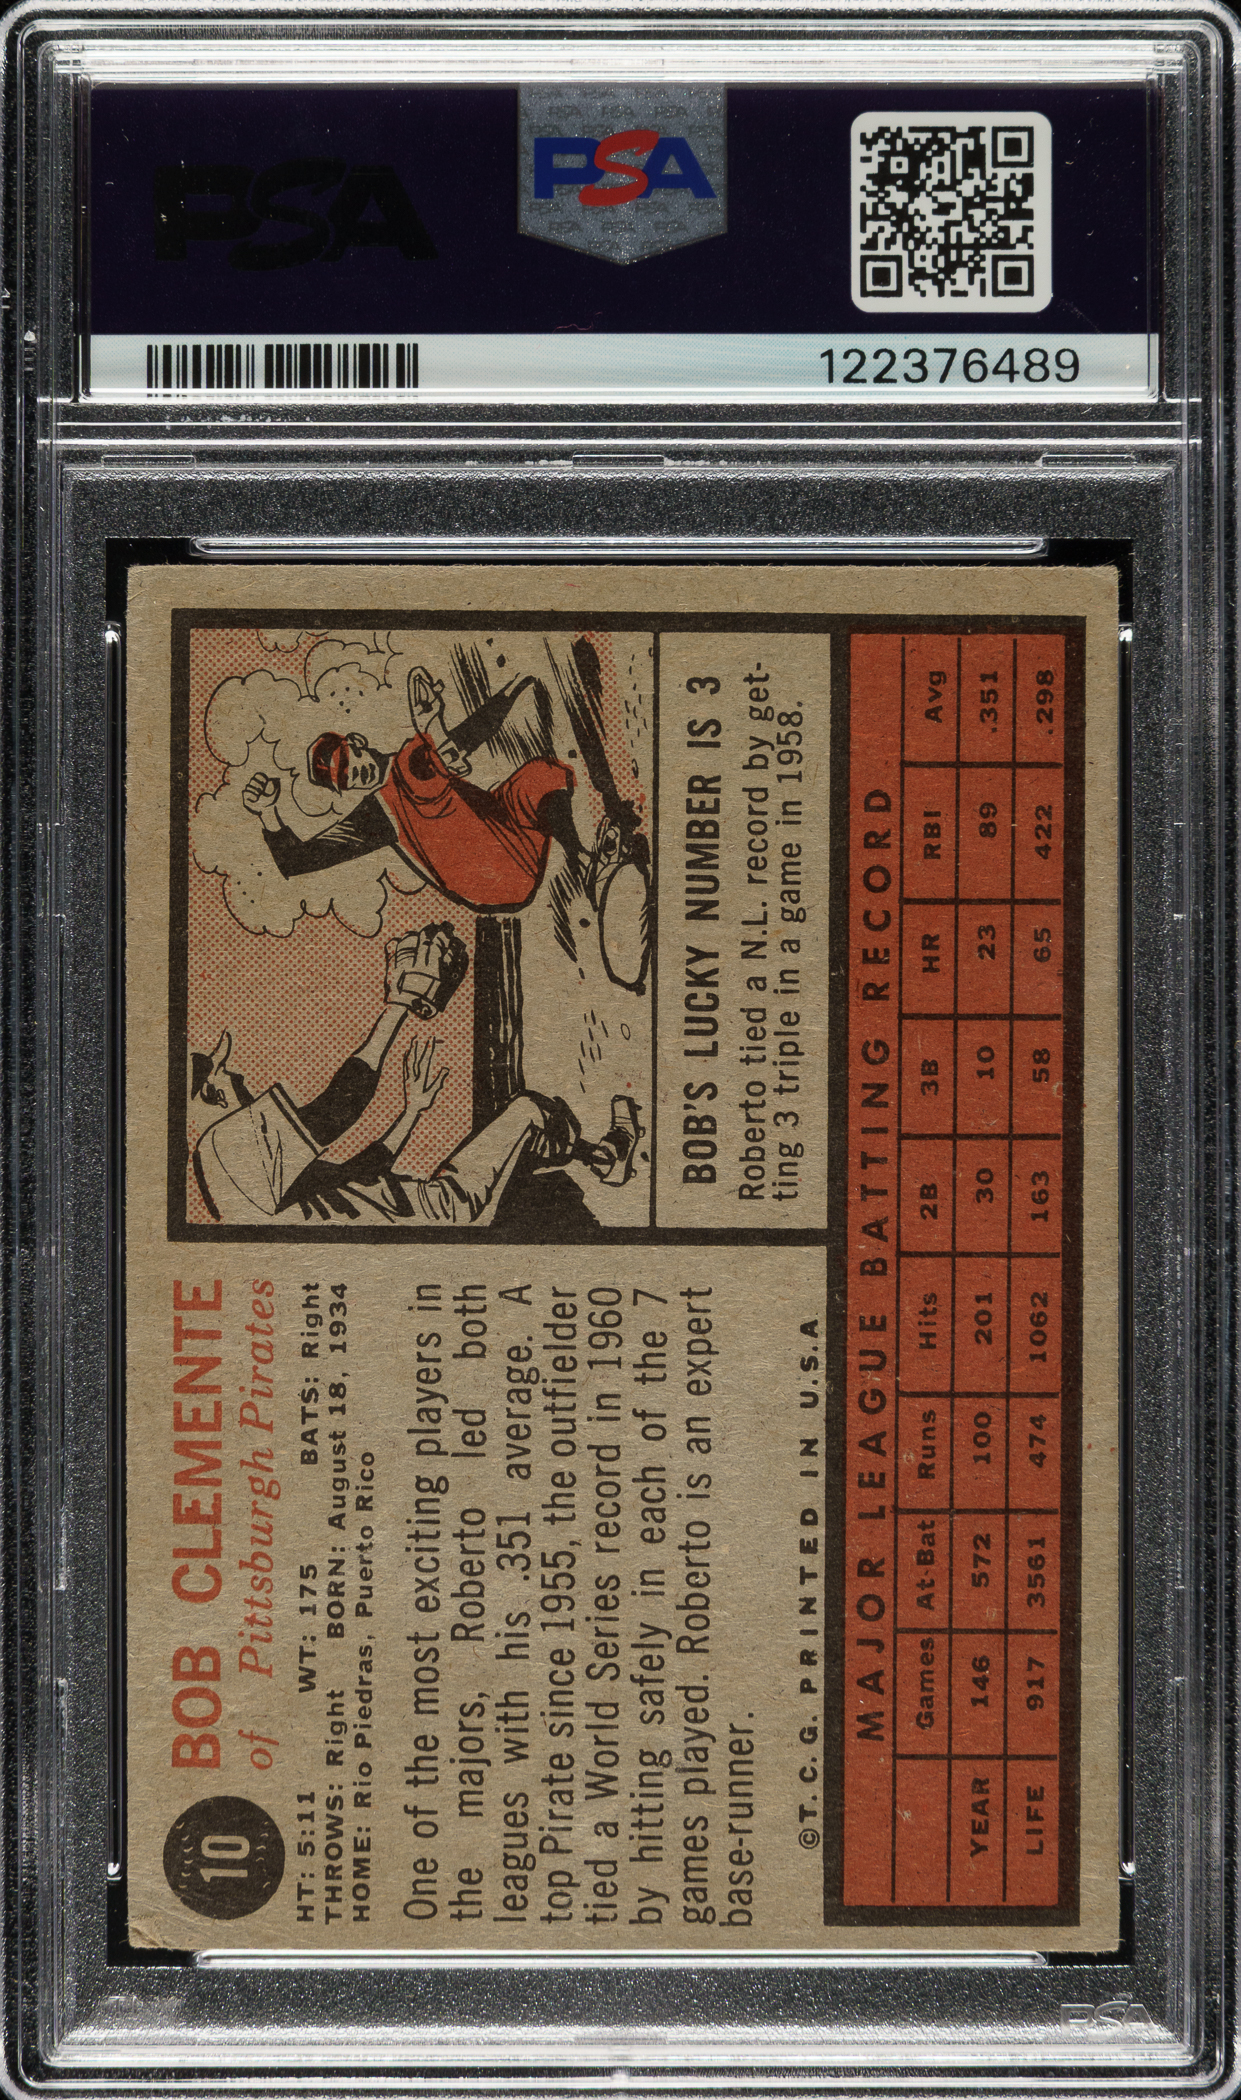 PSA
PSA
122376489
10
BOB CLEMENTE
of Pittsburgh Pirates
HT: 5:11 WT: 175 BATS: Right
THROWS: Right BORN: August 18, 1934
HOME: Rio Piedras, Puerto Rico
One of the most exciting players in
the majors, Roberto led both
leagues with his .351 average. A
top Pirate since 1955, the outfielder
tied a World Series record in 1960
by hitting safely in each of the 7
games played. Roberto is an expert
base-runner.
© T. C. G. PRINTED IN U.S.A
BOB'S LUCKY NUMBER IS 3
Roberto tied a N.L. record by get-
ting 3 triple in a game in 1958.
MAJOR LEAGUE BATTING RECORD
Games At-Bat Runs Hits 2B 3B HR RBI Avg
YEAR 146 572 100 201 30 10 23 89 .351
LIFE 917 3561 474 1062 163 58 65 422 .298
PSA